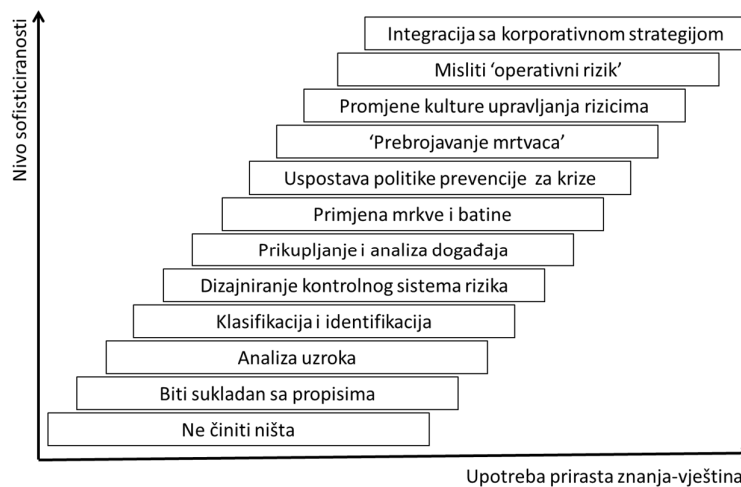 Nivo sofisticiranosti
Integracija sa korporativnom strategijom
Misliti ‘operativni rizik’
Promjene kulture upravljanja rizicima
‘Prebrojavanje mrtvaca’
Uspostava politike prevencije za krize
Primjena mrkve i batine
Prikupljanje i analiza događaja
Dizajniranje kontrolnog sistema rizika
Klasifikacija i identifikacija
Analiza uzroka
Biti sukladan sa propisima
Ne činiti ništa
Upotreba prirasta znanja-vještina